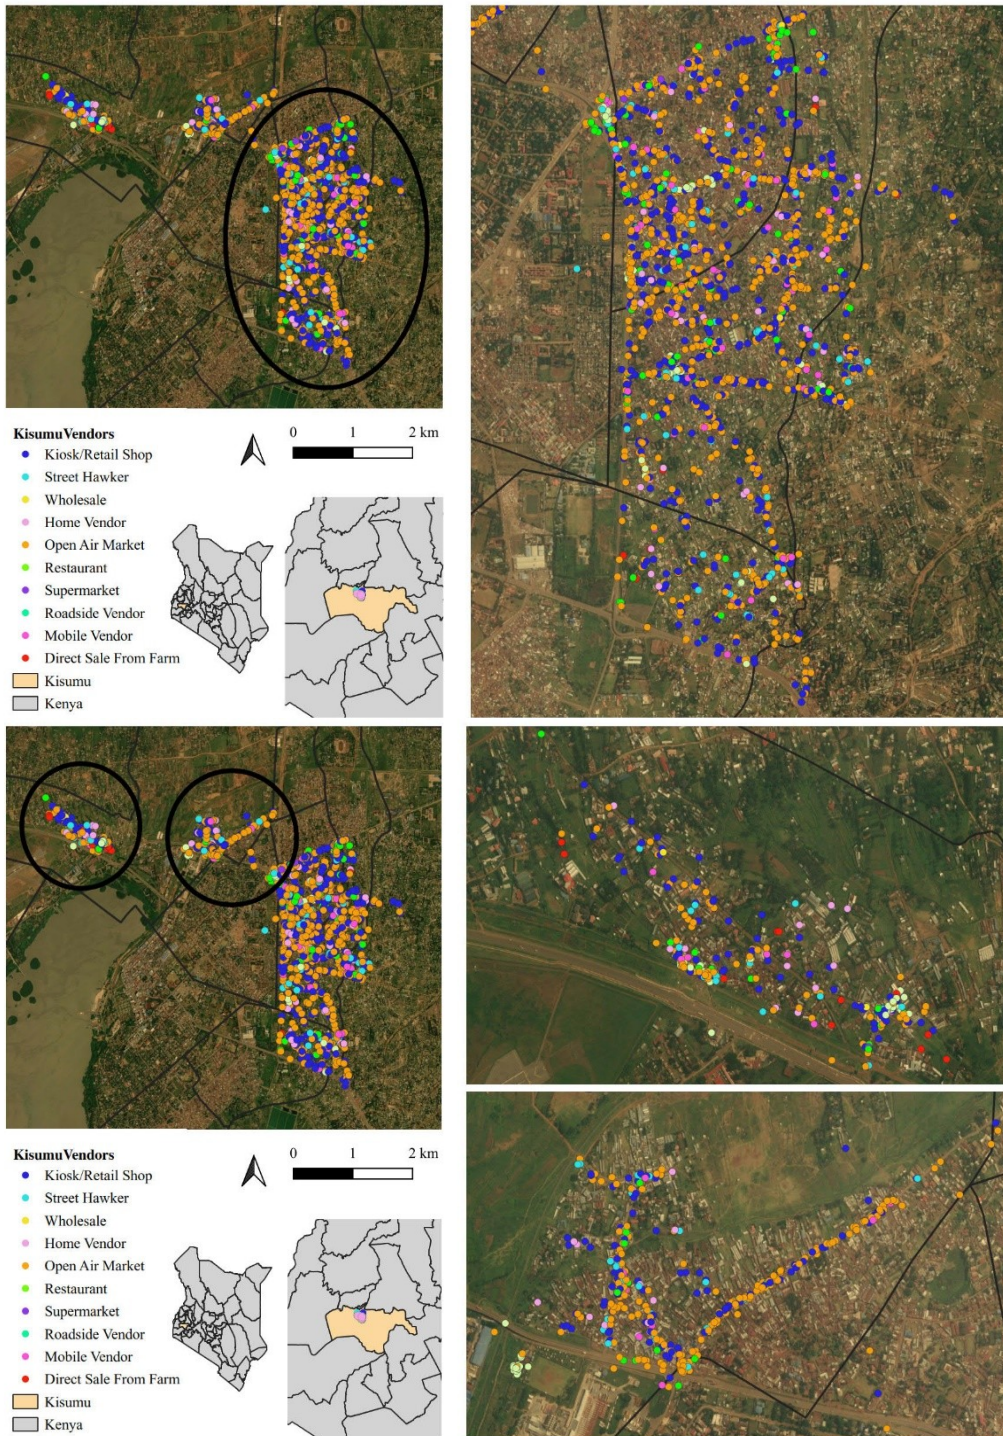 KisumuVendors
Kiosk/Retail Shop
Street Hawker
Wholesale
Home Vendor
Open Air Market
Restaurant
Supermarket
Roadside Vendor
Mobile Vendor
Direct Sale From Farm
Kisumu
Kenya
0 1 2 km
KisumuVendors
Kiosk/Retail Shop
Street Hawker
Wholesale
Home Vendor
Open Air Market
Restaurant
Supermarket
Roadside Vendor
Mobile Vendor
Direct Sale From Farm
Kisumu
Kenya
0 1 2 km